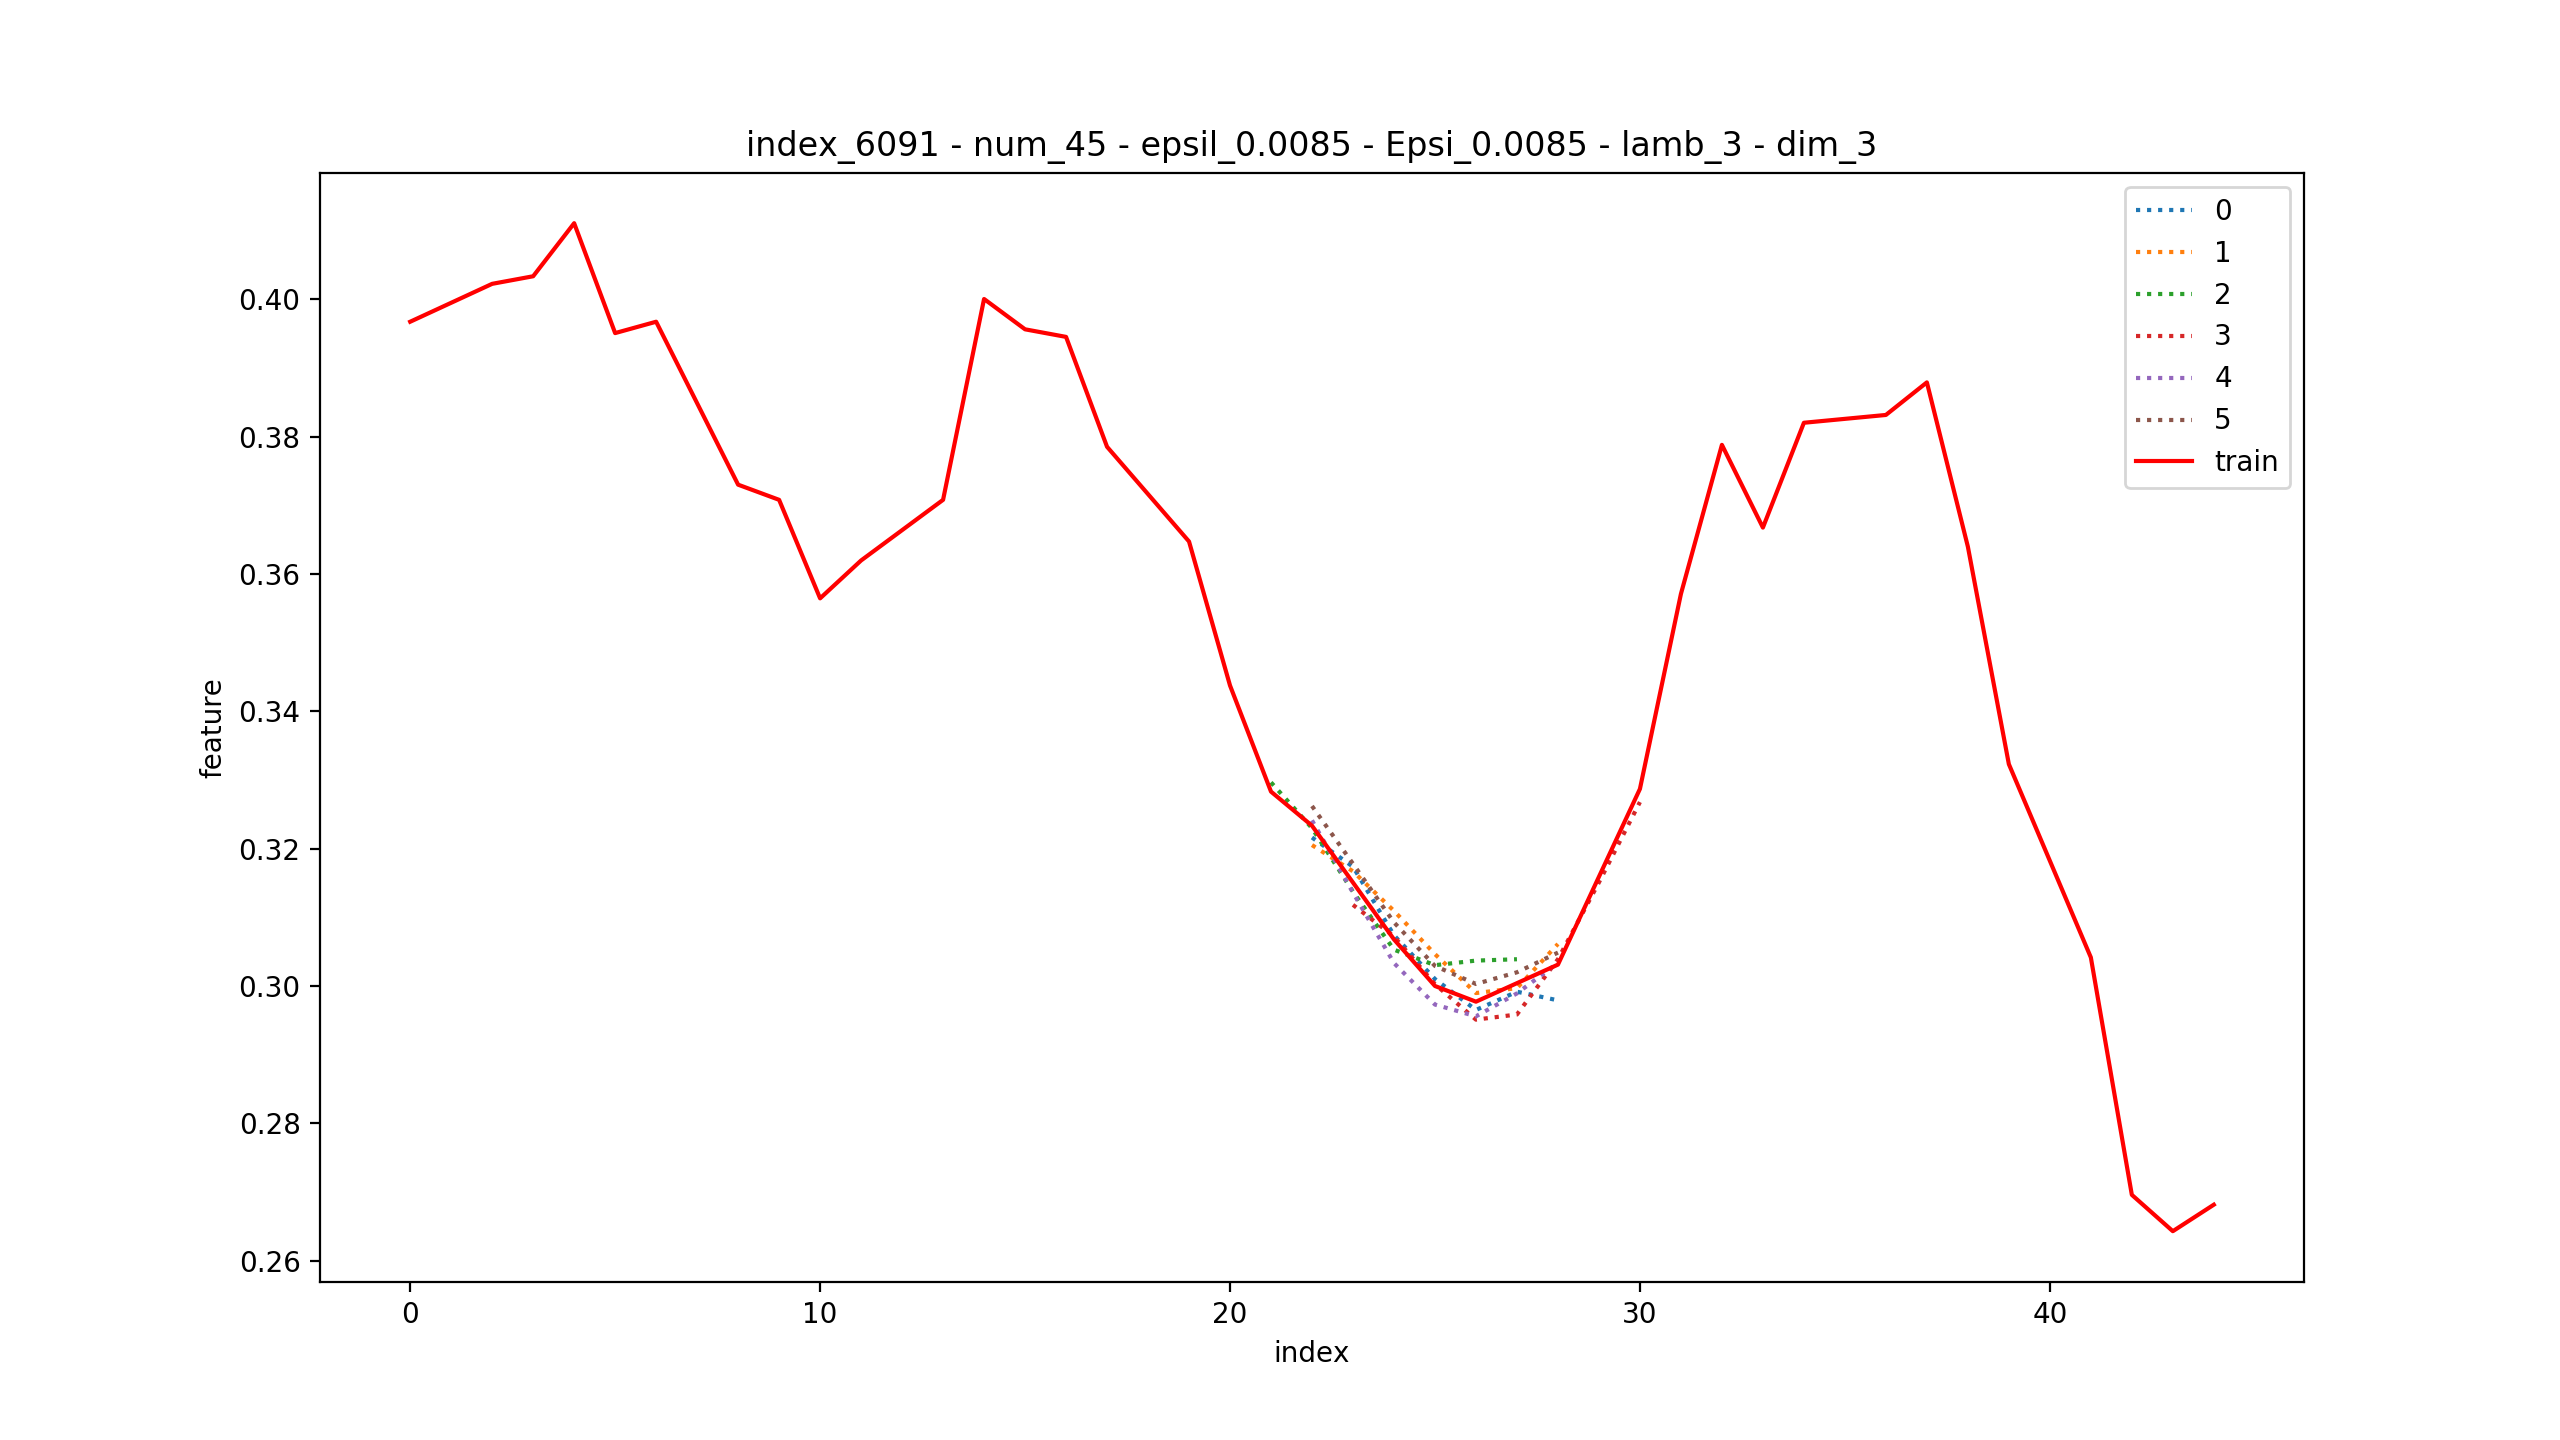 index_6091 - num_45 - epsil_0.0085 - Epsi_0.0085 - lamb_3 - dim_3
0
1
2
3
4
5
train
0.40
0.38
0.36
0.34
0.32
0.30
0.28
0.26
feature
0 10 20 30 40
index